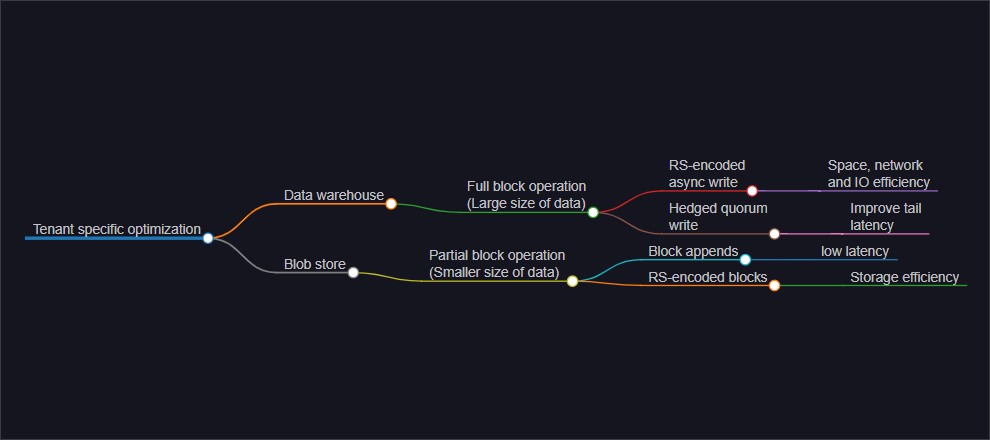 Tenant specific optimization
Data warehouse
Full block operation
(Large size of data)
RS-encoded
async write
Space, network
and IO efficiency
Hedged quorum
write
Improve tail
latency
Blob store
Partial block operation
(Smaller size of data)
Block appends
low latency
RS-encoded blocks
Storage efficiency